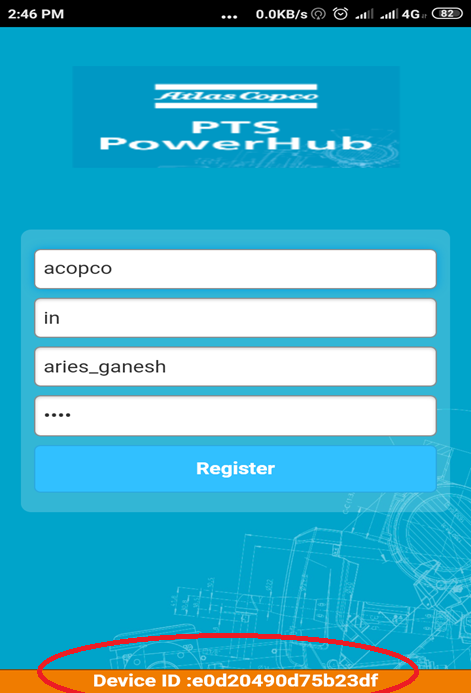 2:46 PM ... 0.0KB/s 4G 82
Atlas Copco
PTS
PowerHub
acopco
in
aries_ganesh
••••
Register
Device ID :e0d20490d75b23df